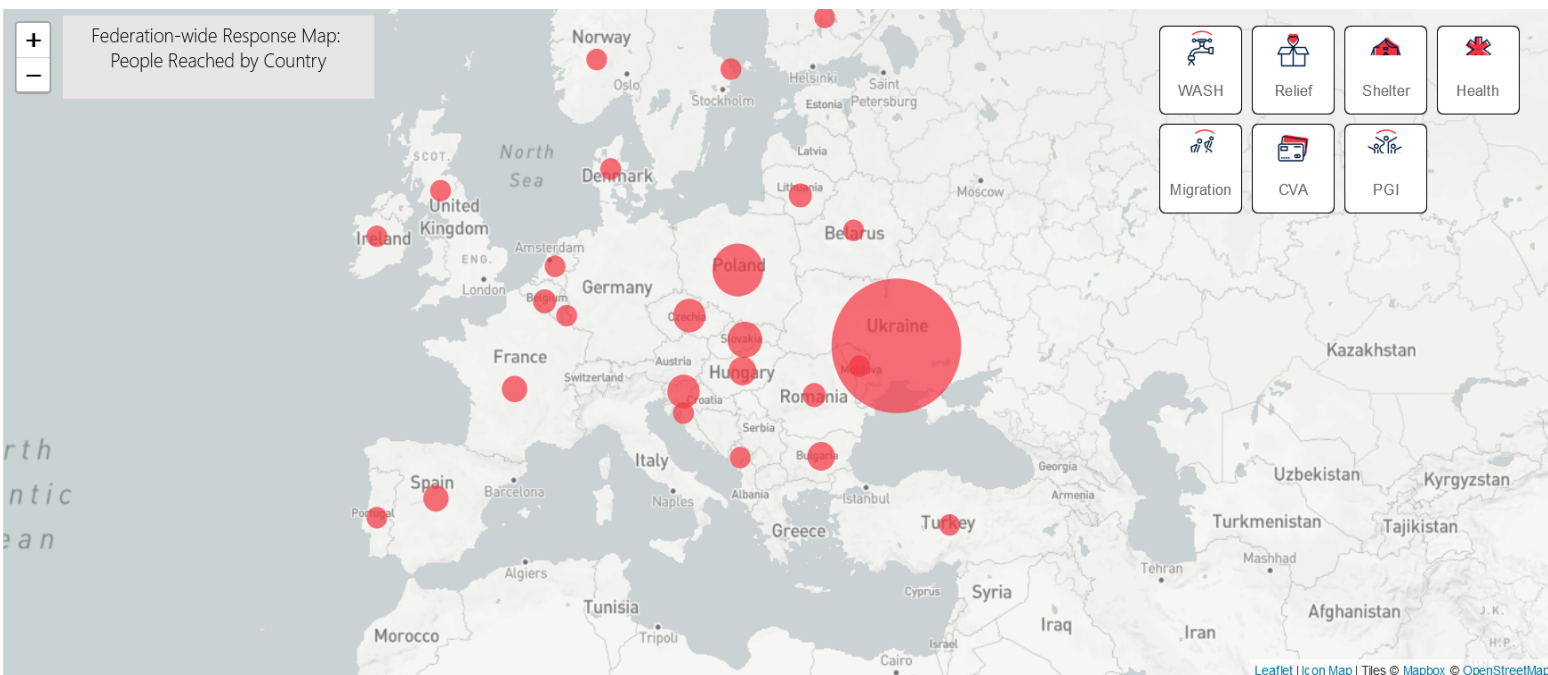 +
−
Federation-wide Response Map:
People Reached by Country
WASH
Relief
Shelter
Health
Migration
CVA
PGI
Norway
Oslo
Stockholm
Helsinki
Saint
Petersburg
Estonia
Latvia
Lithuania
Moscow
SCOT.
North
Sea
Denmark
United
Kingdom
Ireland
ENG.
London
Amsterdam
Belgium
Germany
Poland
Belarus
Czechia
Slovakia
Ukraine
France
Austria
Switzerland
Hungary
Moldova
Romania
Croatia
Serbia
Kazakhstan
rth
ntic
ean
Italy
Bulgaria
Spain
Barcelona
Portugal
Naples
Albania
Istanbul
Georgia
Armenia
Greece
Turkey
Uzbekistan
Kyrgyzstan
Turkmenistan
Tajikistan
Mashhad
Tehran
Algiers
Tunisia
Cyprus
Syria
Morocco
Tripoli
Israel
Iraq
Iran
Afghanistan
J.K.
H.P.
Cairo
Leaflet | Icon Map | Tiles © Mapbox © OpenStreetMap